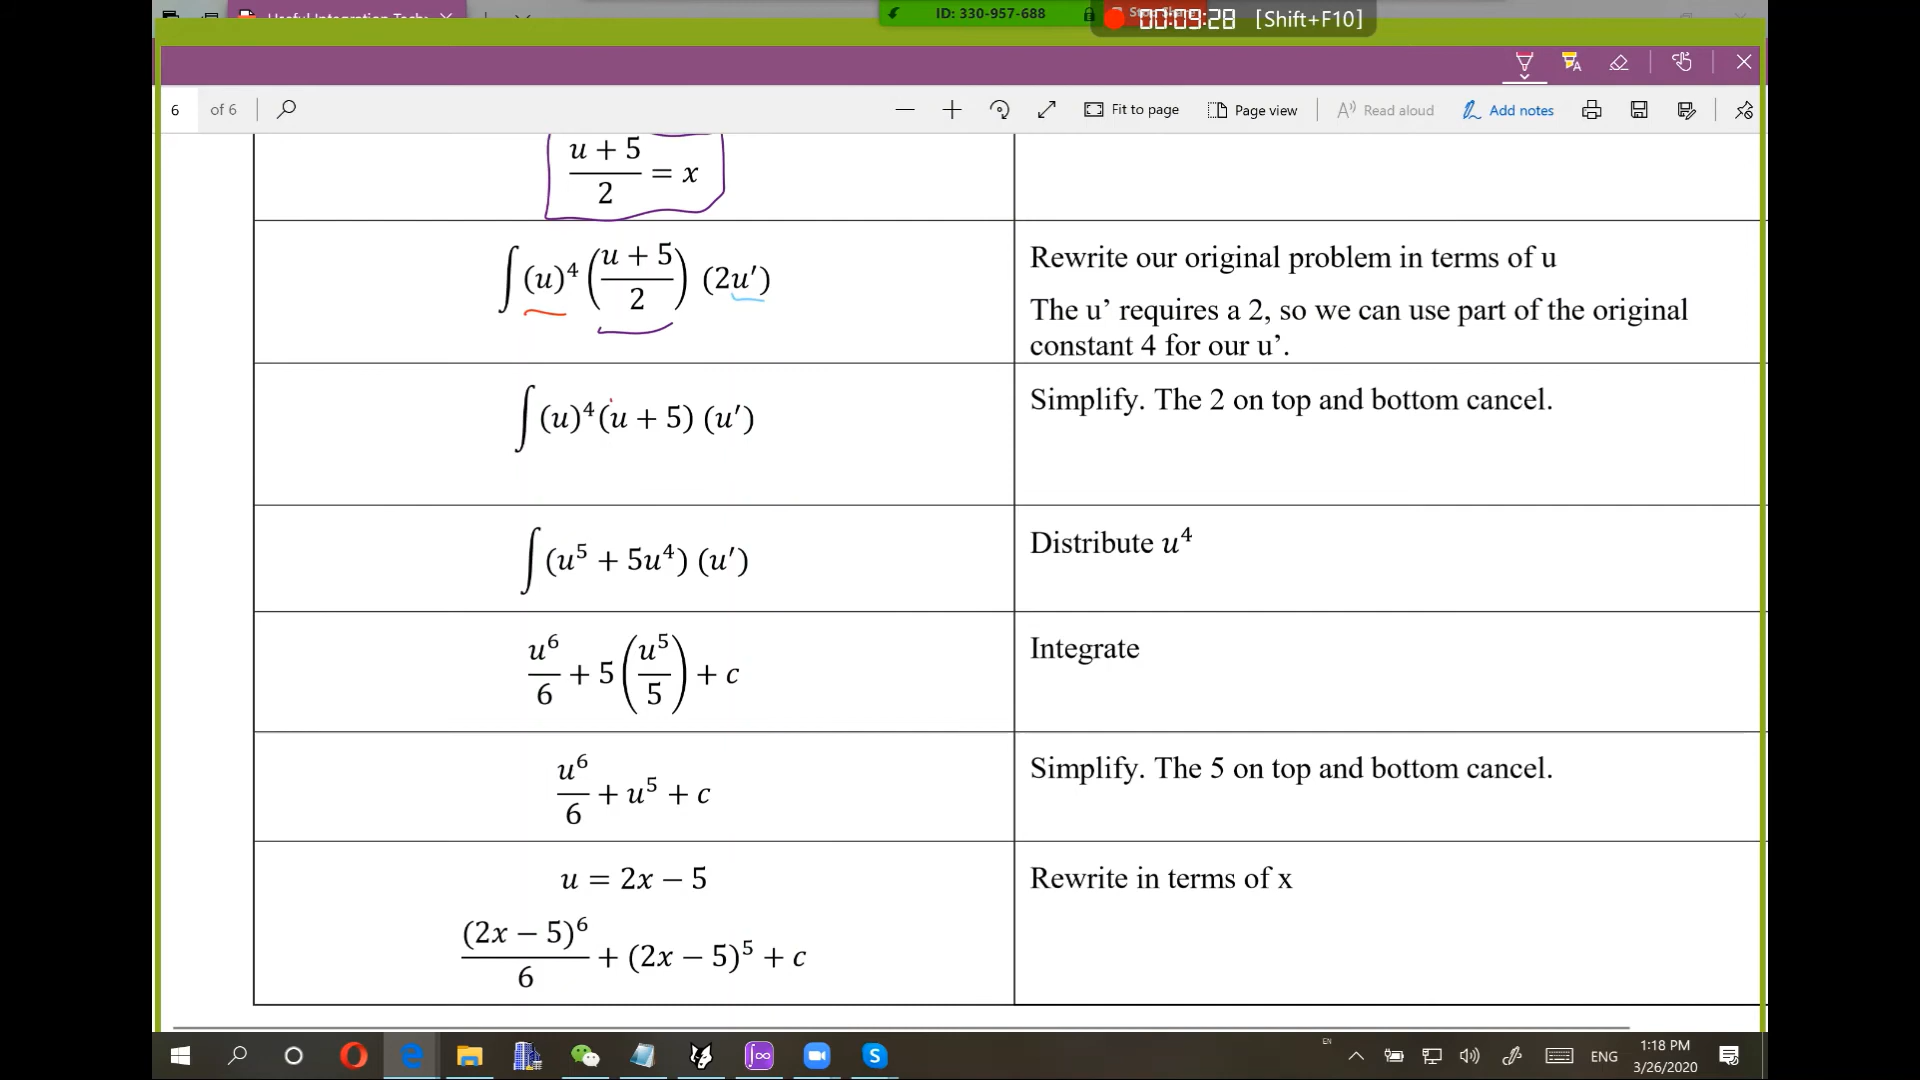 Useful Integration Tech
ID: 330-957-688
00:09:28 [Shift+F10]
6 of 6
Fit to page
Page view
Read aloud
Add notes
(u + 5)/2 = x
∫(u)⁴ ((u + 5)/2) (2u′)
Rewrite our original problem in terms of u
The u’ requires a 2, so we can use part of the original
constant 4 for our u’.
∫(u)⁴(u + 5) (u′)
Simplify. The 2 on top and bottom cancel.
∫(u⁵ + 5u⁴) (u′)
Distribute u⁴
u⁶/6 + 5(u⁵/5) + c
Integrate
u⁶/6 + u⁵ + c
Simplify. The 5 on top and bottom cancel.
u = 2x − 5
Rewrite in terms of x
(2x − 5)⁶/6 + (2x − 5)⁵ + c
EN
ENG
1:18 PM
3/26/2020